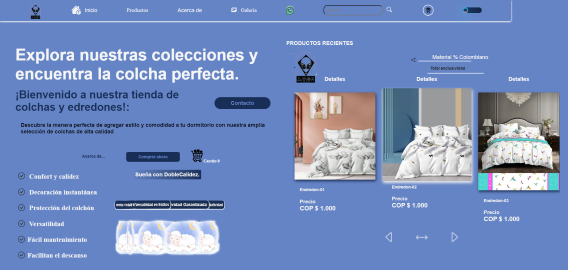 Inicio
Productos
Acerca de
Galeria
Explora nuestras colecciones y
encuentra la colcha perfecta.
¡Bienvenido a nuestra tienda de
colchas y edredones!:
Contacto
Descubre la manera perfecta de agregar estilo y comodidad a tu dormitorio con nuestra amplia
selección de colchas de alta calidad
Acerca de...
Compra ahora
Carrito 0
Sueña con DobleCalidez.
Confort y calidez
Decoración instantánea
Protección del colchón
Versatilidad
Fácil mantenimiento
Facilitan el descanso
PRODUCTOS RECIENTES
Material % Colombiano
Detalles
Detalles
Detalles
Endredon-01
Precio
COP $ 1.000
Endredon-02
Precio
COP $ 1.000
Endredon-03
Precio
COP $ 1.000